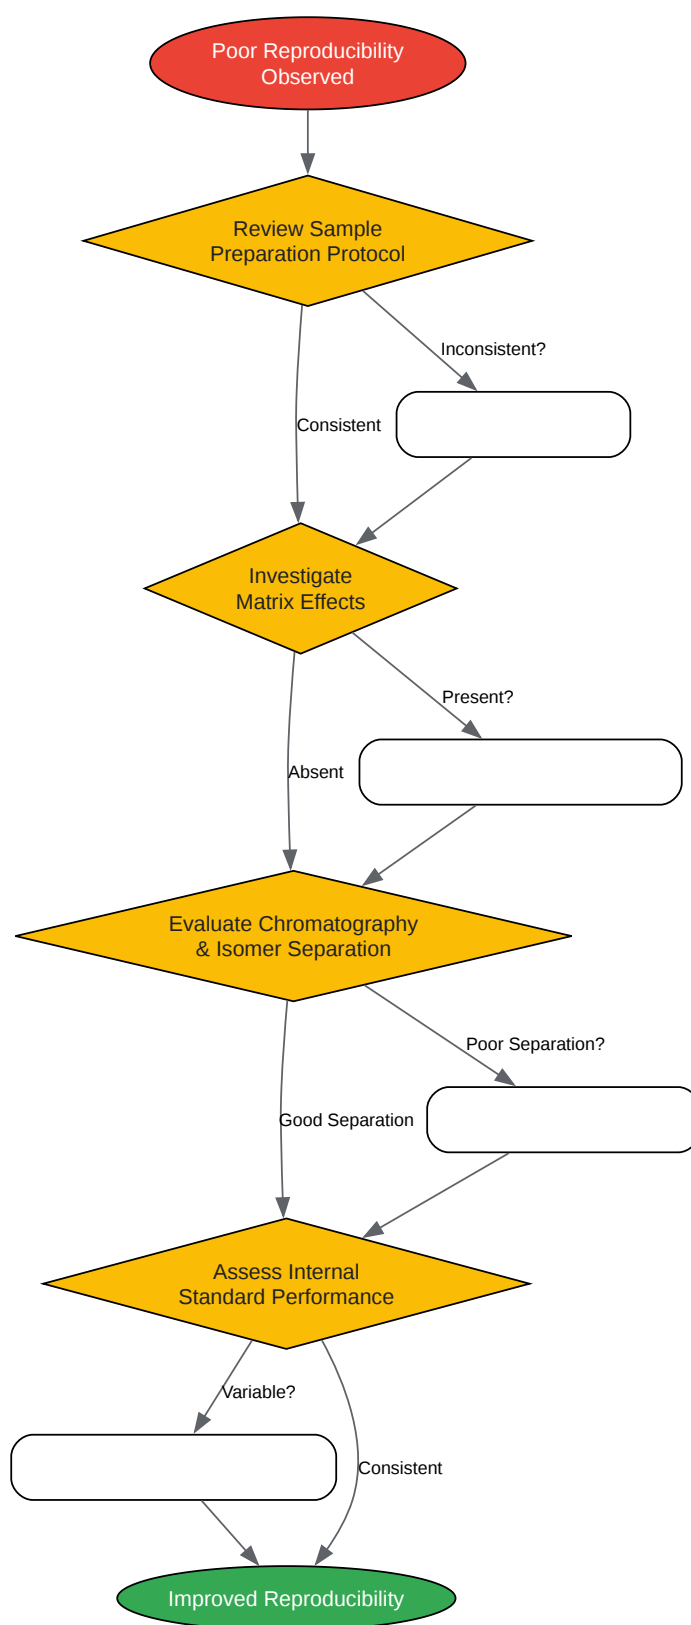 Poor Reproducibility
Observed
Review Sample
Preparation Protocol
Inconsistent?
Consistent
Investigate
Matrix Effects
Present?
Absent
Evaluate Chromatography
& Isomer Separation
Poor Separation?
Good Separation
Assess Internal
Standard Performance
Variable?
Consistent
Improved Reproducibility